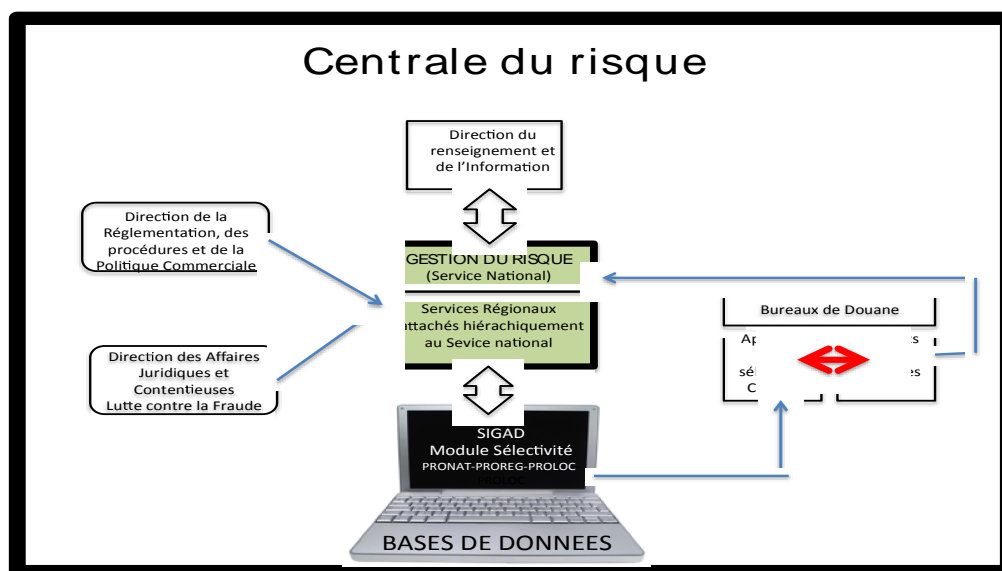 Centrale du risque
Direction du
renseignement et
de l'Information
Direction de la
Réglementation, des
procédures et de la
Politique Commerciale
GESTION DU RISQUE
(Service National)
Services Régionaux
attachés hiérachiquement
au Sevice national
Direction des Affaires
Juridiques et
Contentieuses
Lutte contre la Fraude
Bureaux de Douane
SIGAD
Module Sélectivité
PRONAT-PROREG-PROLOC
PROLOC
BASES DE DONNEES